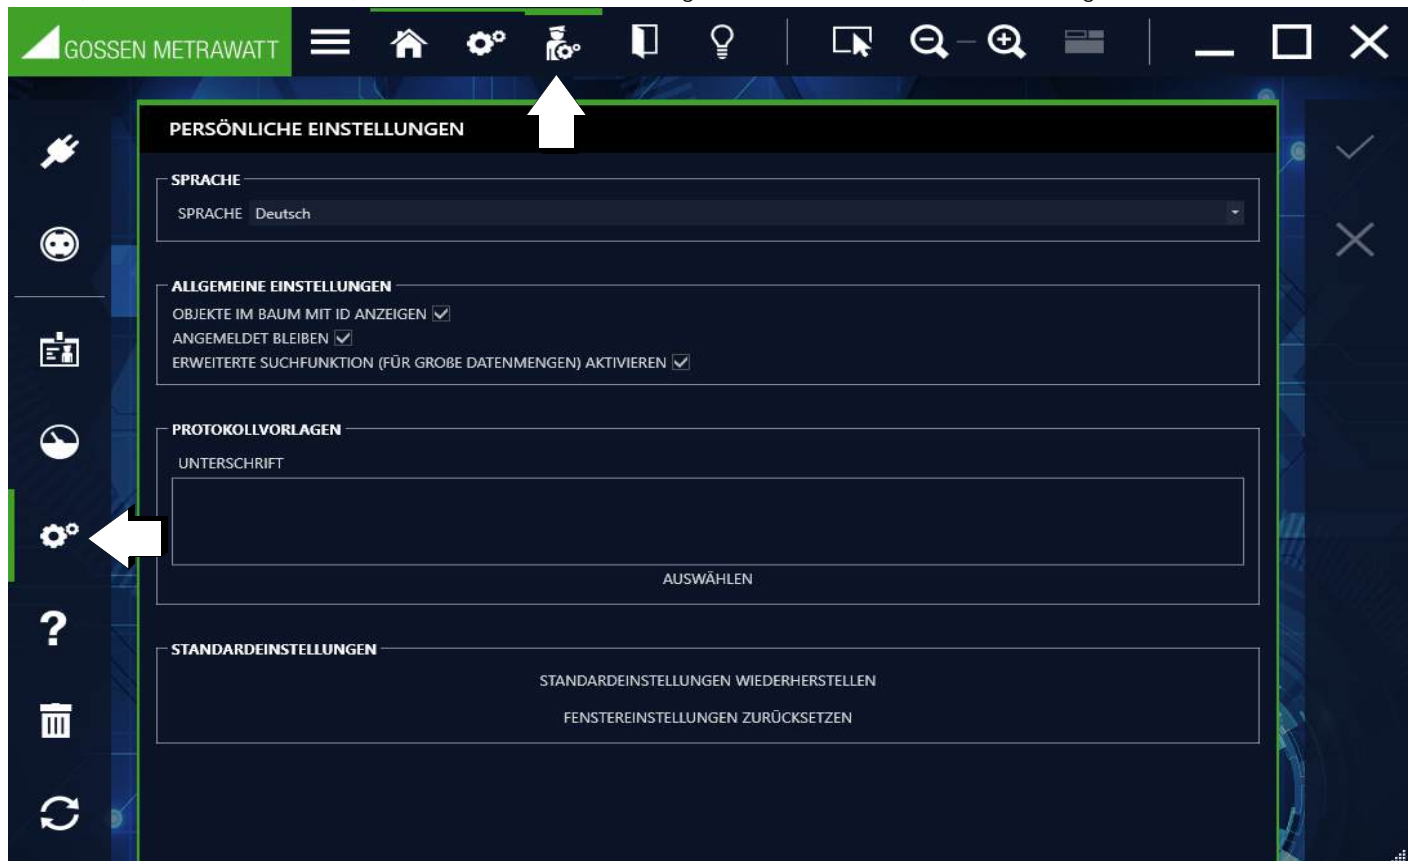 GOSSEN METRAWATT
PERSÖNLICHE EINSTELLUNGEN
SPRACHE
SPRACHE Deutsch
ALLGEMEINE EINSTELLUNGEN
OBJEKTE IM BAUM MIT ID ANZEIGEN
ANGEMELDET BLEIBEN
ERWEITERTE SUCHFUNKTION (FÜR GROßE DATENMENGEN) AKTIVIEREN
PROTOKOLLVORLAGEN
UNTERSCHRIFT
AUSWÄHLEN
STANDARDEINSTELLUNGEN
STANDARDEINSTELLUNGEN WIEDERHERSTELLEN
FENSTEREINSTELLUNGEN ZURÜCKSETZEN